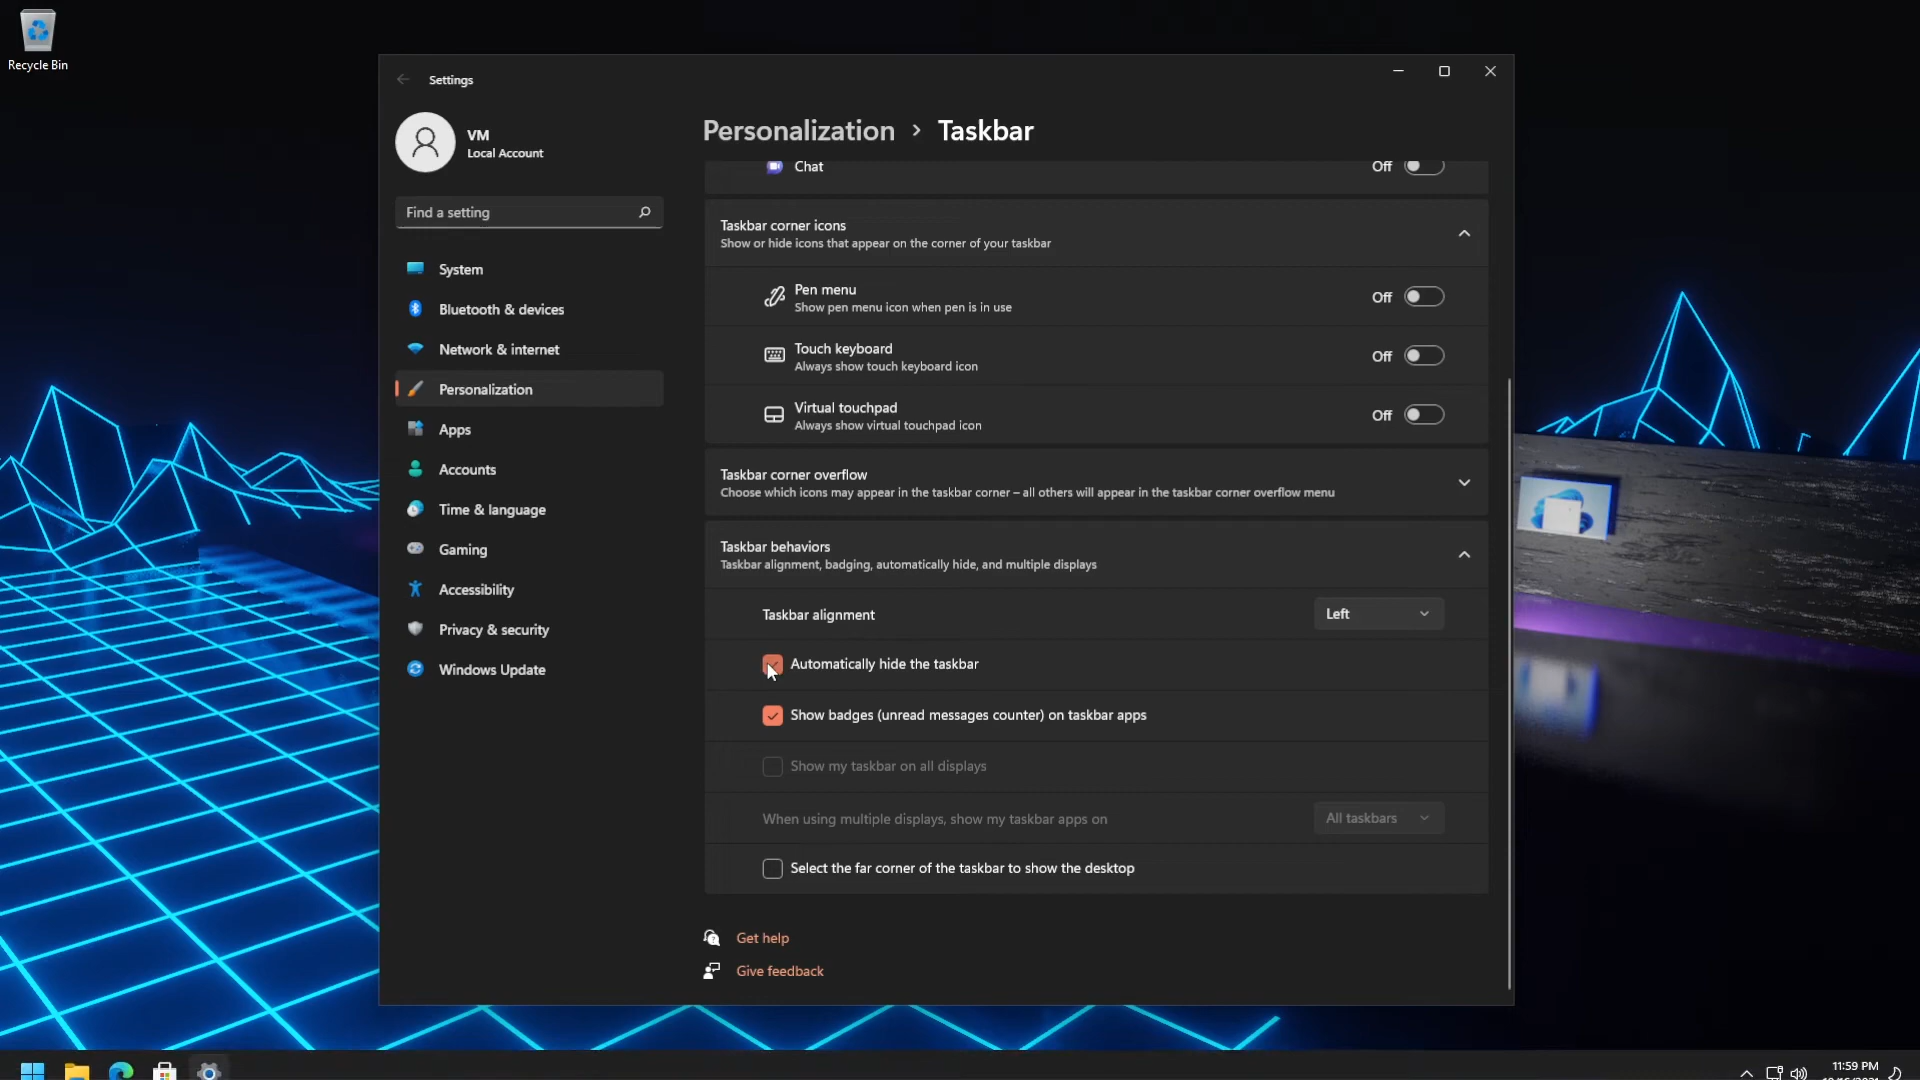 Recycle Bin
Settings
VM
Local Account
Find a setting
System
Bluetooth & devices
Network & internet
Personalization
Apps
Accounts
Time & language
Gaming
Accessibility
Privacy & security
Windows Update
Personalization > Taskbar
Chat
Off
Taskbar corner icons
Show or hide icons that appear on the corner of your taskbar
Pen menu
Show pen menu icon when pen is in use
Off
Touch keyboard
Always show touch keyboard icon
Off
Virtual touchpad
Always show virtual touchpad icon
Off
Taskbar corner overflow
Choose which icons may appear in the taskbar corner – all others will appear in the taskbar corner overflow menu
Taskbar behaviors
Taskbar alignment, badging, automatically hide, and multiple displays
Taskbar alignment
Left
Automatically hide the taskbar
Show badges (unread messages counter) on taskbar apps
Show my taskbar on all displays
When using multiple displays, show my taskbar apps on
All taskbars
Select the far corner of the taskbar to show the desktop
Get help
Give feedback
11:59 PM